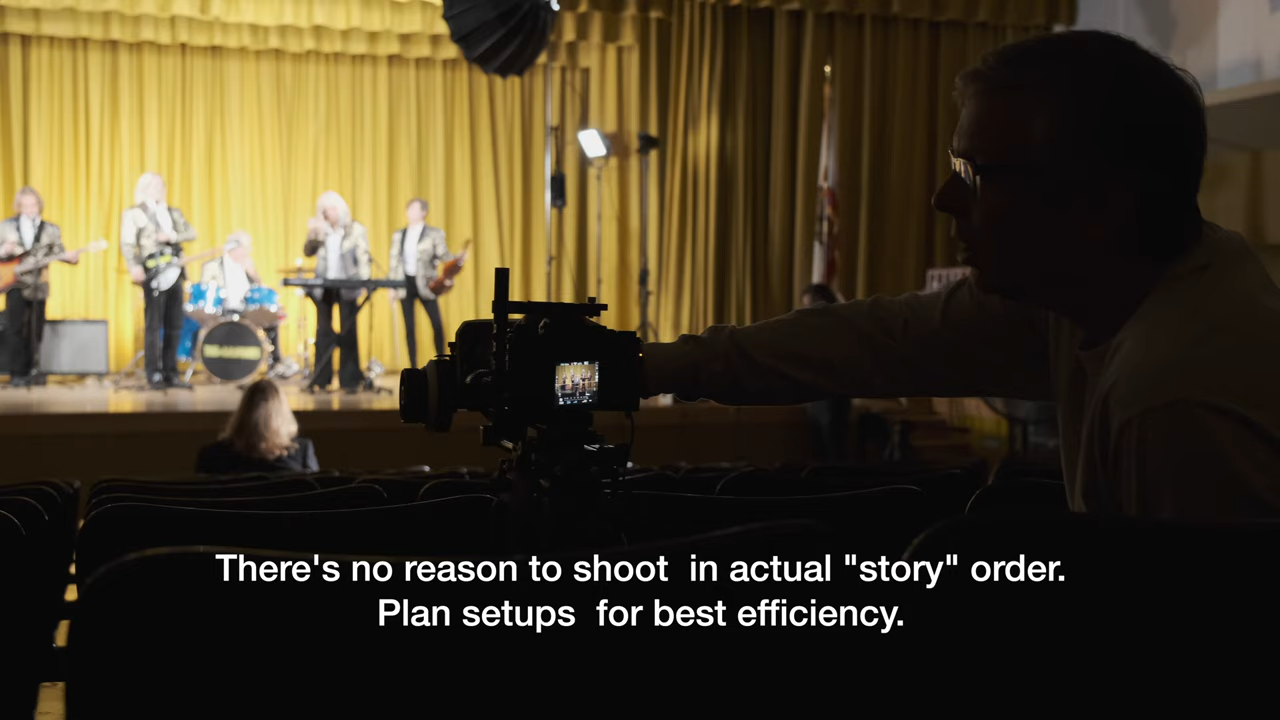 There's no reason to shoot  in actual "story" order.
Plan setups  for best efficiency.